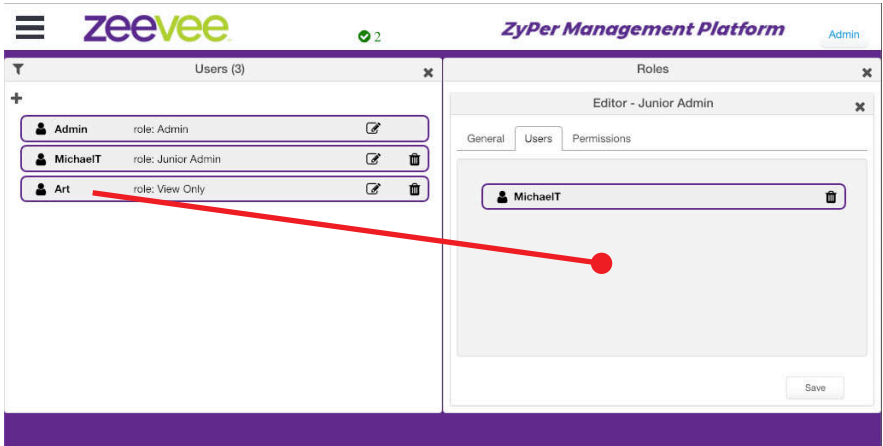 zeevee
2
ZyPer Management Platform
Admin
Users (3)
Admin role: Admin
MichaelT role: Junior Admin
Art role: View Only
Roles
Editor - Junior Admin
General Users Permissions
MichaelT
Save